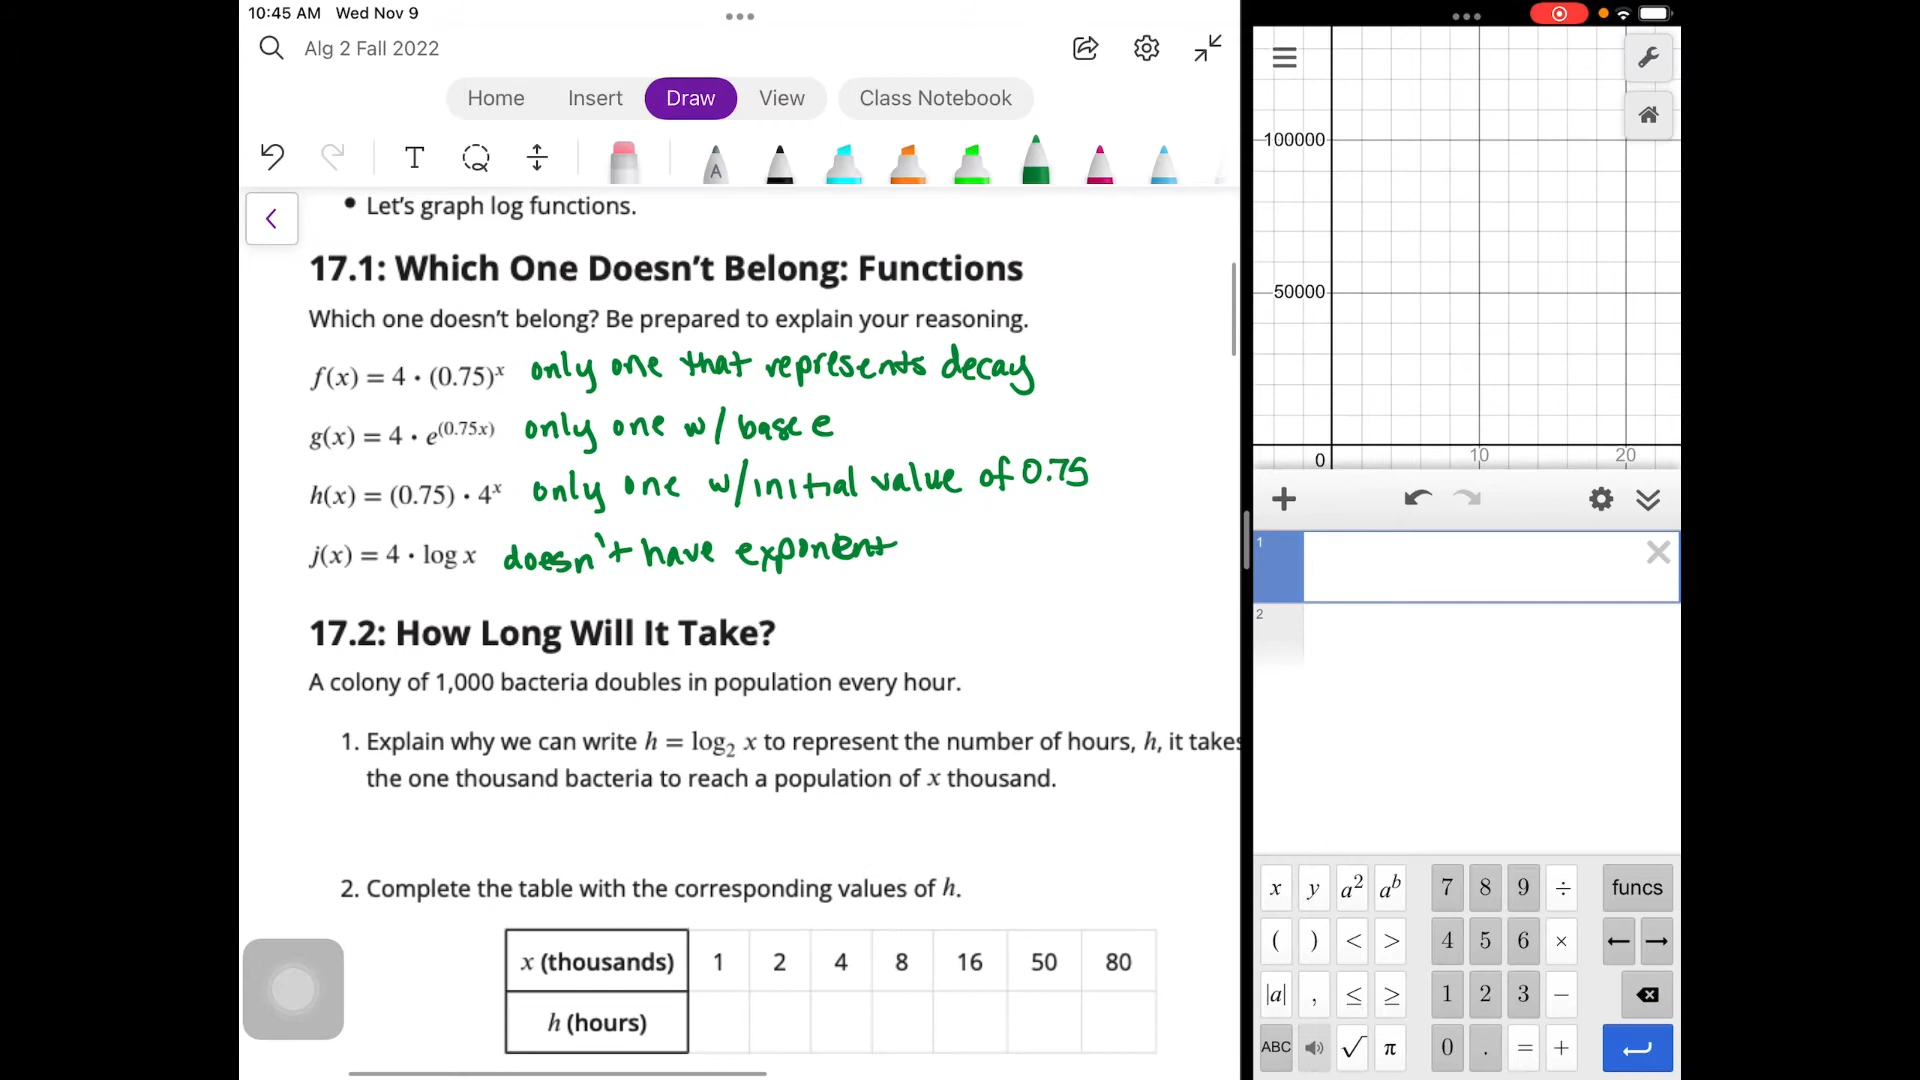 10:45 AM Wed Nov 9
Alg 2 Fall 2022
Home Insert Draw View Class Notebook
T A
• Let's graph log functions.
17.1: Which One Doesn't Belong: Functions
Which one doesn't belong? Be prepared to explain your reasoning.
f(x) = 4 · (0.75)ˣ only one that represents decay
g(x) = 4 · e^(0.75x) only one w/ base e
h(x) = (0.75) · 4ˣ only one w/initial value of 0.75
j(x) = 4 · log x doesn't have exponent
17.2: How Long Will It Take?
A colony of 1,000 bacteria doubles in population every hour.
1. Explain why we can write h = log₂ x to represent the number of hours, h, it takes
the one thousand bacteria to reach a population of x thousand.
2. Complete the table with the corresponding values of h.
x (thousands) 1 2 4 8 16 50 80
h (hours)
100000
50000
0 10 20
1
2
x y a² aᵇ 7 8 9 ÷ funcs
( ) < > 4 5 6 × ← →
|a| , ≤ ≥ 1 2 3 −
ABC √ π 0 . = +